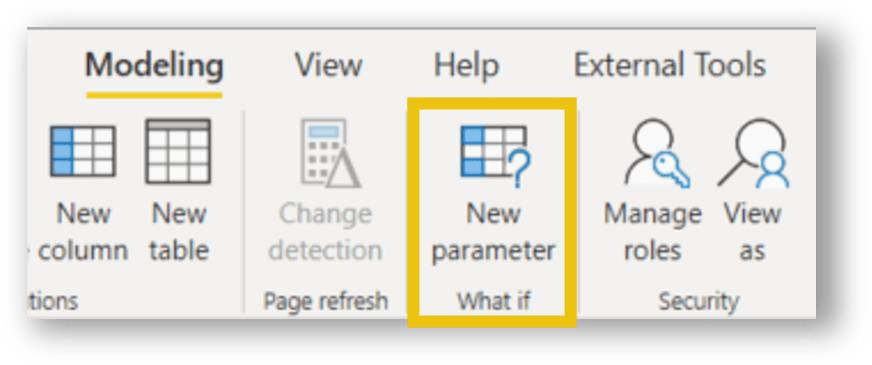 Modeling View Help External Tools
New New Change New Manage View
column table detection parameter roles as
Page refresh What if Security